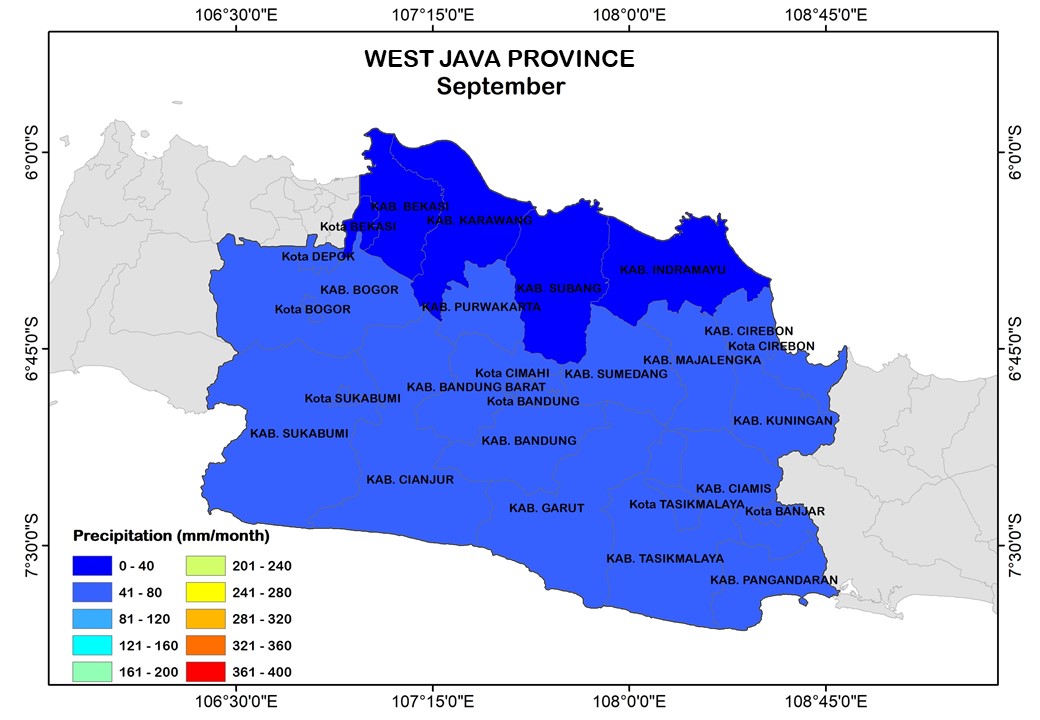 106°30'0"E 107°15'0"E 108°00'0"E 108°45'0"E
WEST JAVA PROVINCE
September
6°0'0"S 6°0'0"S
KAB. BEKASI
KAB. KARAWANG
Kota BEKASI
Kota DEPOK
KAB. INDRAMAYU
KAB. BOGOR
KAB. SUBANG
Kota BOGOR
KAB. PURWAKARTA
KAB. CIREBON
Kota CIREBON
6°45'0"S 6°45'0"S
KAB. MAJALENGKA
Kota CIMAHI
KAB. SUMEDANG
KAB. BANDUNG BARAT
Kota SUKABUMI
Kota BANDUNG
KAB. KUNINGAN
KAB. SUKABUMI
KAB. BANDUNG
KAB. CIANJUR
KAB. CIAMIS
KAB. GARUT
Kota TASIKMALAYA
Kota BANJAR
7°30'0"S 7°30'0"S
KAB. TASIKMALAYA
KAB. PANGANDARAN
Precipitation (mm/month)
0 - 40 201 - 240
41 - 80 241 - 280
81 - 120 281 - 320
121 - 160 321 - 360
161 - 200 361 - 400
106°30'0"E 107°15'0"E 108°00'0"E 108°45'0"E